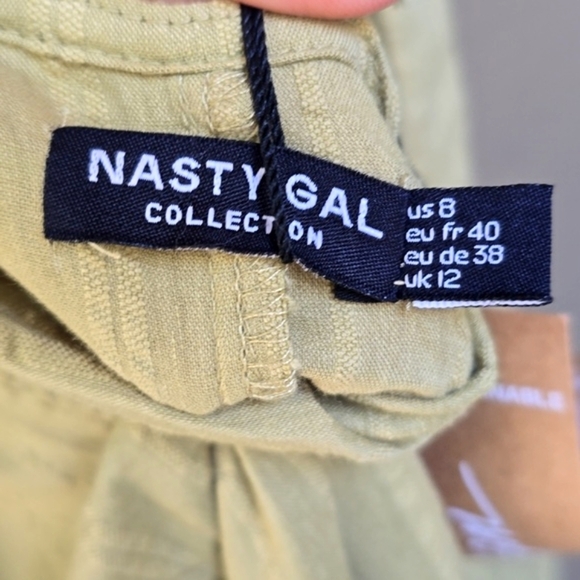 NASTY GAL
COLLECTION
us 8
eu fr 40
eu de 38
uk 12